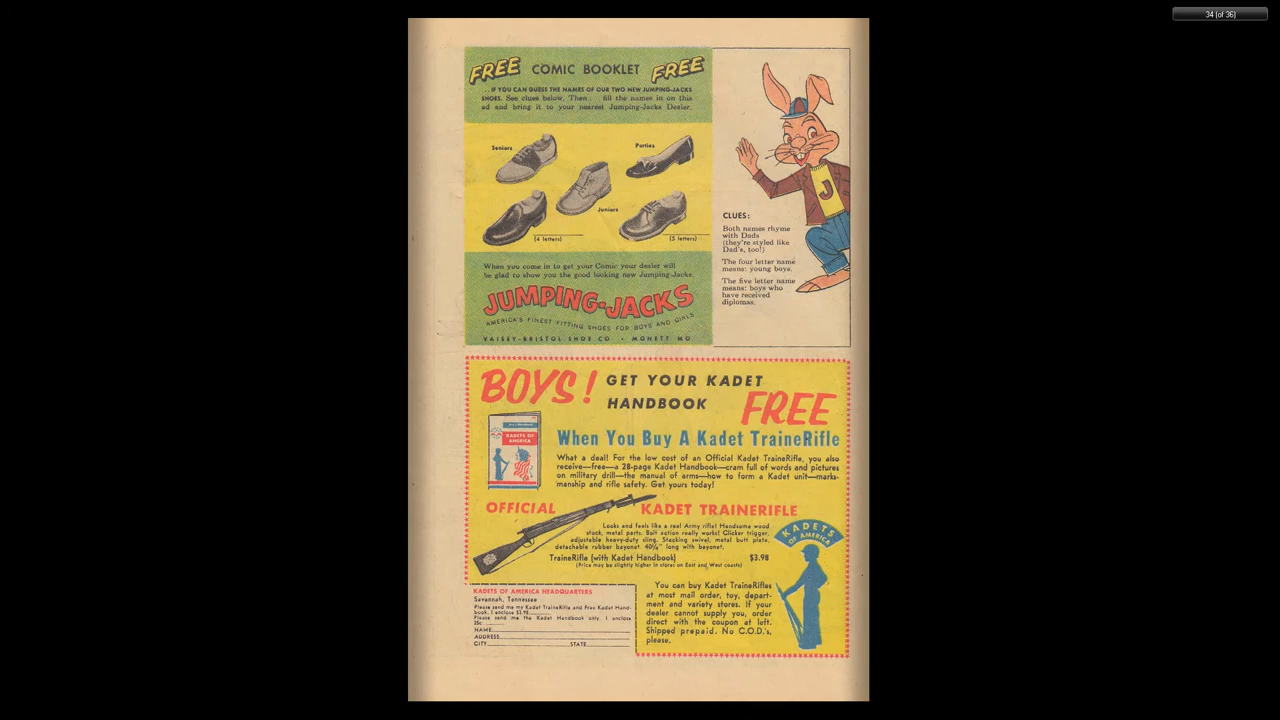 34 (of 36)
FREE COMIC BOOKLET FREE
...IF YOU CAN GUESS THE NAMES OF OUR TWO NEW JUMPING-JACKS
SHOES. See clues below. Then... fill the names in on this
ad and bring it to your nearest Jumping-Jacks Dealer.
Seniors
Parties
Juniors
(4 letters)
(5 letters)
J
CLUES:
Both names rhyme
with Dads
(they're styled like
Dad's, too!)
The four letter name
means: young boys.
The five letter name
means: boys who
have received
diplomas.
When you come in to get your Comic your dealer will
be glad to show you the good looking new Jumping-Jacks.
JUMPING-JACKS
AMERICA'S FINEST FITTING SHOES FOR BOYS AND GIRLS
VAISEY-BRISTOL SHOE CO. • MONETT MO.
BOYS! GET YOUR KADET
HANDBOOK FREE
When You Buy A Kadet TraineRifle
KADETS OF
AMERICA
What a deal! For the low cost of an Official Kadet TraineRifle, you also
receive—free—a 28-page Kadet Handbook—cram full of words and pictures
on military drill—the manual of arms—how to form a Kadet unit—marks-
manship and rifle safety. Get yours today!
OFFICIAL KADET TRAINERIFLE
Looks and feels like a real Army rifle! Handsome wood
stock, metal parts. Bolt action really works! Clicker trigger,
adjustable heavy-duty sling. Stacking swivel, metal butt plate,
detachable rubber bayonet. 40¼" long with bayonet.
TraineRifle (with Kadet Handbook) $3.98
(Price may be slightly higher in stores on East and West coasts)
KADETS
OF AMERICA
You can buy Kadet TraineRifles
at most mail order, toy, depart-
ment and variety stores. If your
dealer cannot supply you, order
direct with the coupon at left.
Shipped prepaid. No C.O.D.'s,
please.
KADETS OF AMERICA HEADQUARTERS
Savannah, Tennessee
Please send me my Kadet TraineRifle and Free Kadet Hand-
book. I enclose $3.98
Please send me the Kadet Handbook only. I enclose
25c
NAME
ADDRESS
CITY STATE